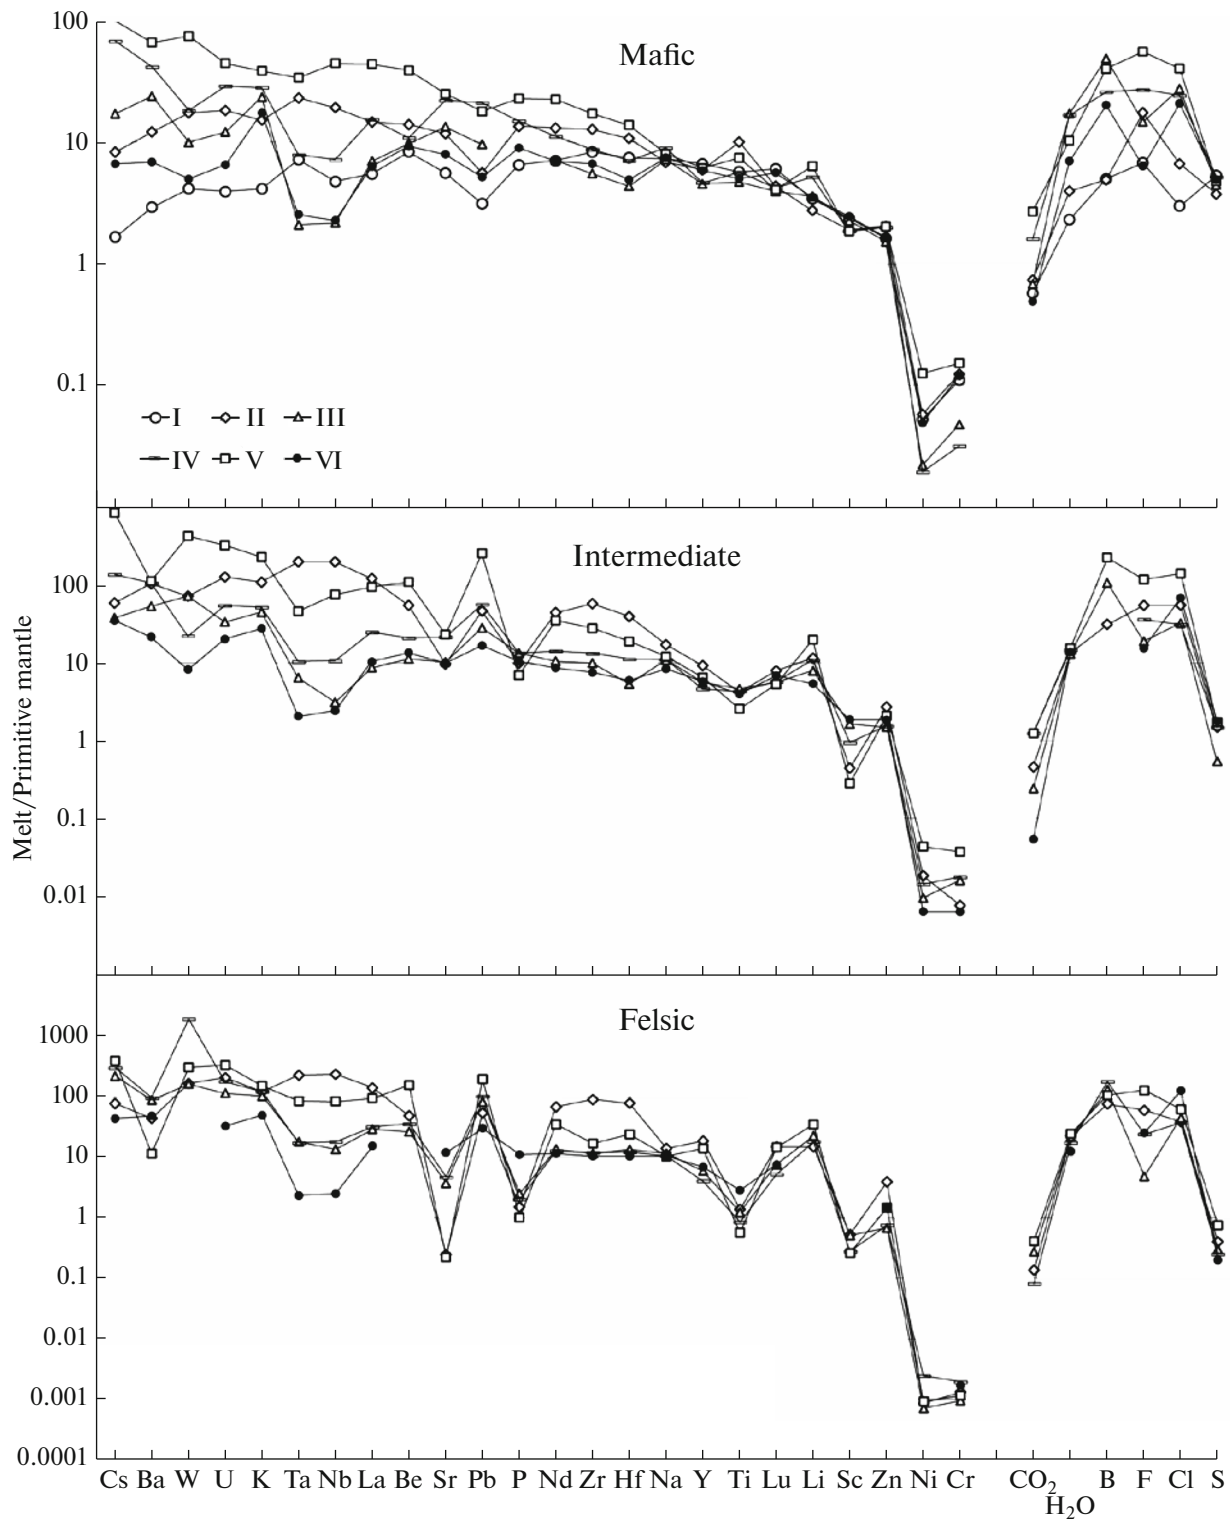 100
Mafic
10
1
0.1
I II III
IV V VI
Intermediate
100
10
1
0.1
0.01
Melt/Primitive mantle
Felsic
1000
100
10
1
0.1
0.01
0.001
0.0001
Cs Ba W U K Ta Nb La Be Sr Pb P Nd Zr Hf Na Y Ti Lu Li Sc Zn Ni Cr CO₂ B F Cl S
H₂O